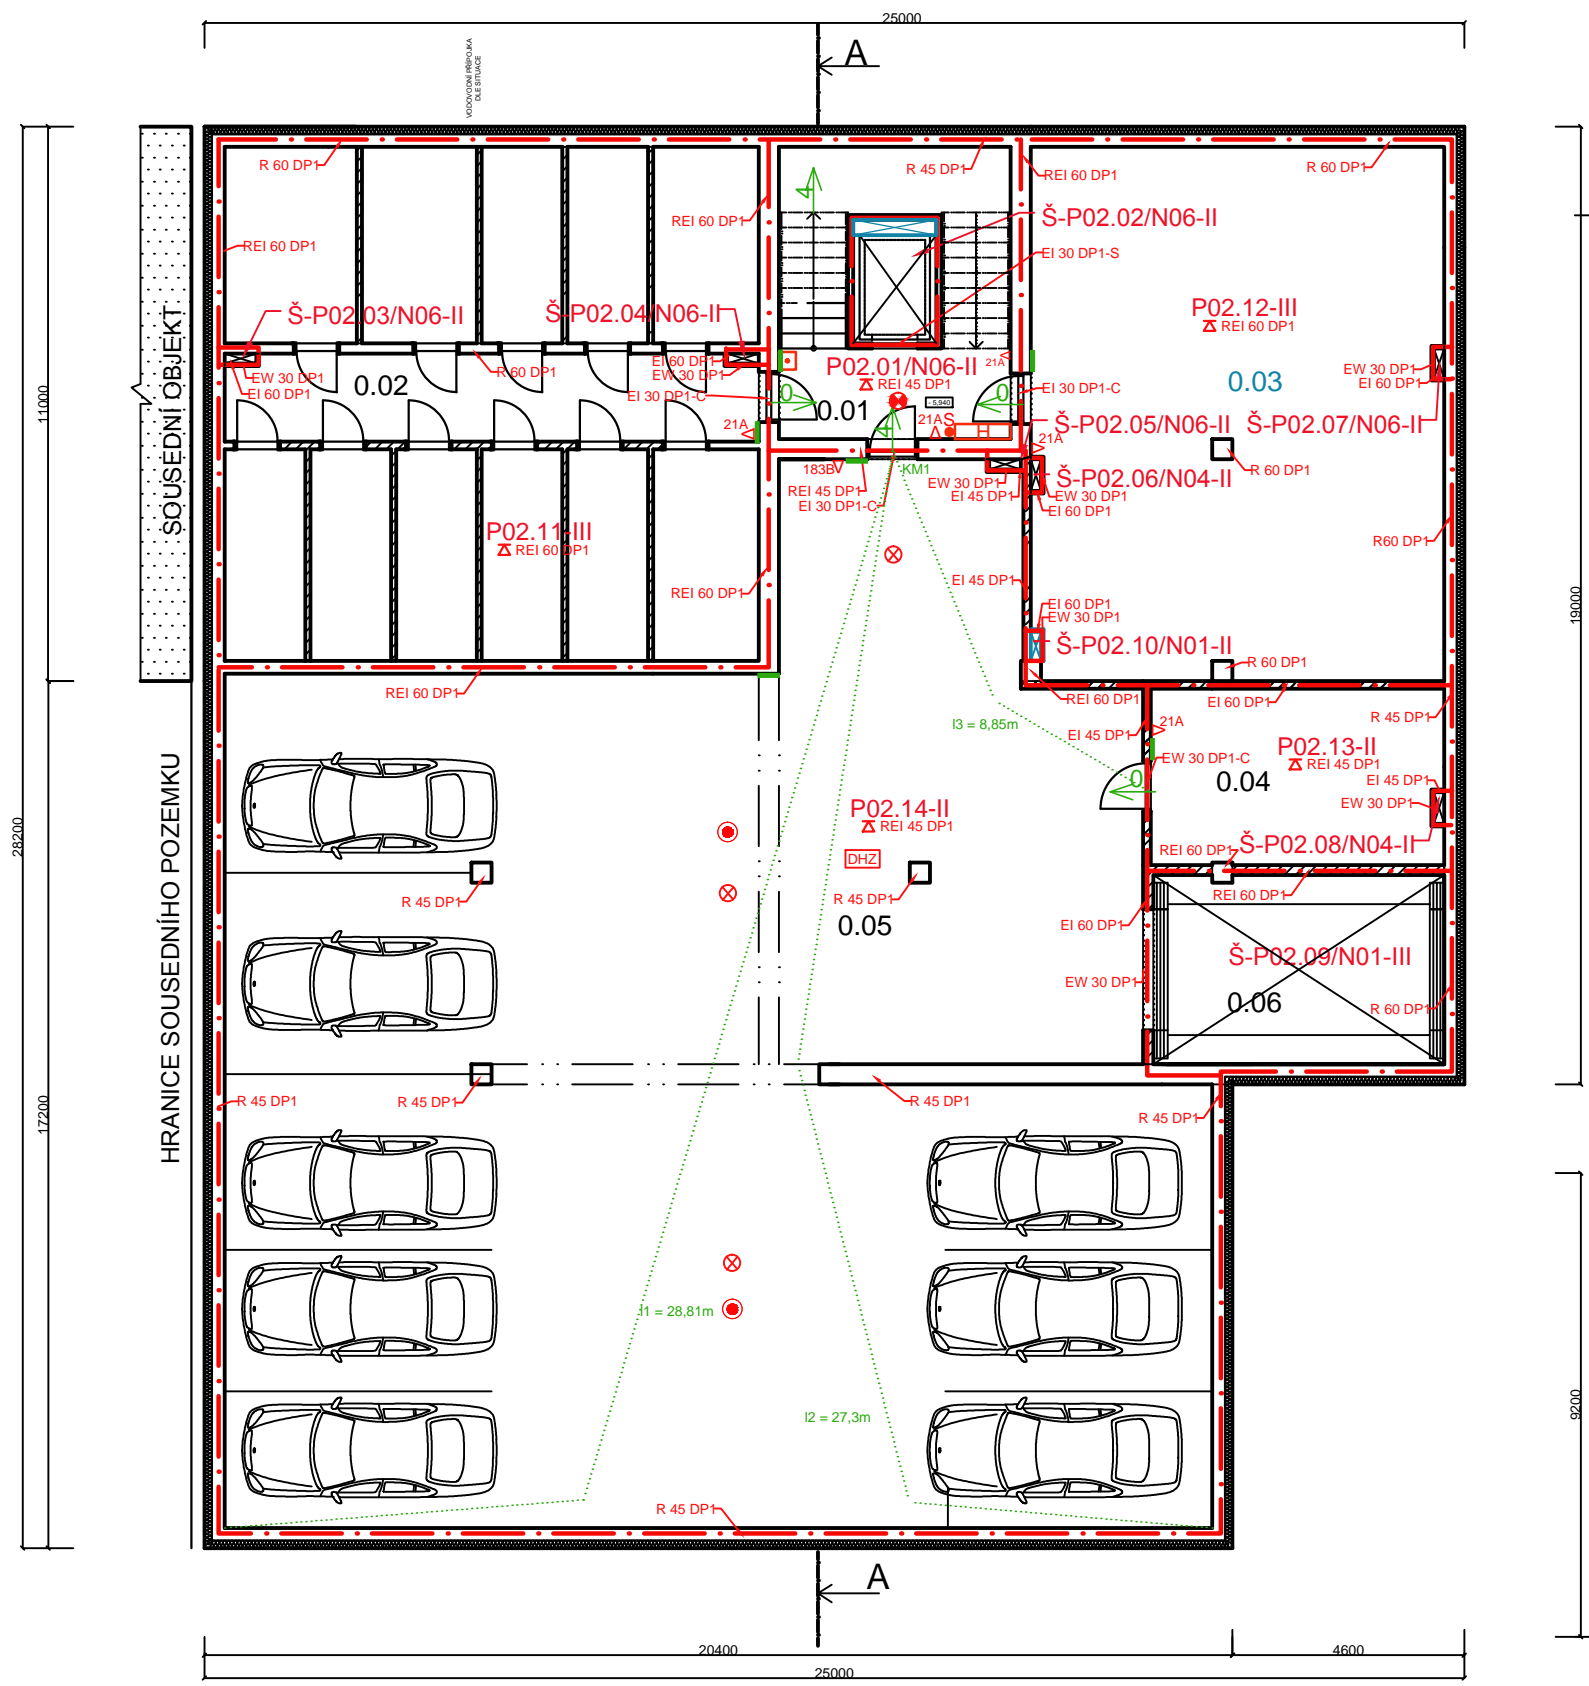 25000
A
VODOVODNÍ PŘÍPOJKA
DLE SITUACE
R 60 DP1
R 45 DP1
REI 60 DP1
R 60 DP1
REI 60 DP1
4
Š-P02.02/N06-II
REI 60 DP1
EI 30 DP1-S
P02.12-III
REI 60 DP1
Š-P02.03/N06-II
Š-P02.04/N06-II
SOUSEDNÍ OBJEKT
11000
EI 60 DP1
EW 30 DP1
R 60 DP1
EW 30 DP1
EI 60 DP1
0.02
EI 30 DP1-C
P02.01/N06-II
REI 45 DP1
21A
0
0.01
-5,940
0
EI 30 DP1-C
0.03
EW 30 DP1
EI 60 DP1
Š-P02.05/N06-II
Š-P02.07/N06-II
21A
21AS
H
4
21A
R 60 DP1
183B
KM1
REI 45 DP1
EI 30 DP1-C
EW 30 DP1
EI 45 DP1
Š-P02.06/N04-II
EW 30 DP1
EI 60 DP1
P02.11-III
REI 60 DP1
R60 DP1
REI 60 DP1
EI 45 DP1
EI 60 DP1
EW 30 DP1
Š-P02.10/N01-II
19000
R 60 DP1
REI 60 DP1
REI 60 DP1
EI 60 DP1
R 45 DP1
l3 = 8,85m
EI 45 DP1
21A
P02.13-II
REI 45 DP1
EW 30 DP1-C
0
0.04
EI 45 DP1
EW 30 DP1
Š-P02.08/N04-II
REI 60 DP1
HRANICE SOUSEDNÍHO POZEMKU
28200
17200
P02.14-II
REI 45 DP1
DHZ
R 45 DP1
R 45 DP1
0.05
REI 60 DP1
EI 60 DP1
Š-P02.09/N01-III
EW 30 DP1
0.06
R 60 DP1
R 45 DP1
R 45 DP1
R 45 DP1
R 45 DP1
l1 = 28,81m
l2 = 27,3m
9200
R 45 DP1
A
20400
4600
25000